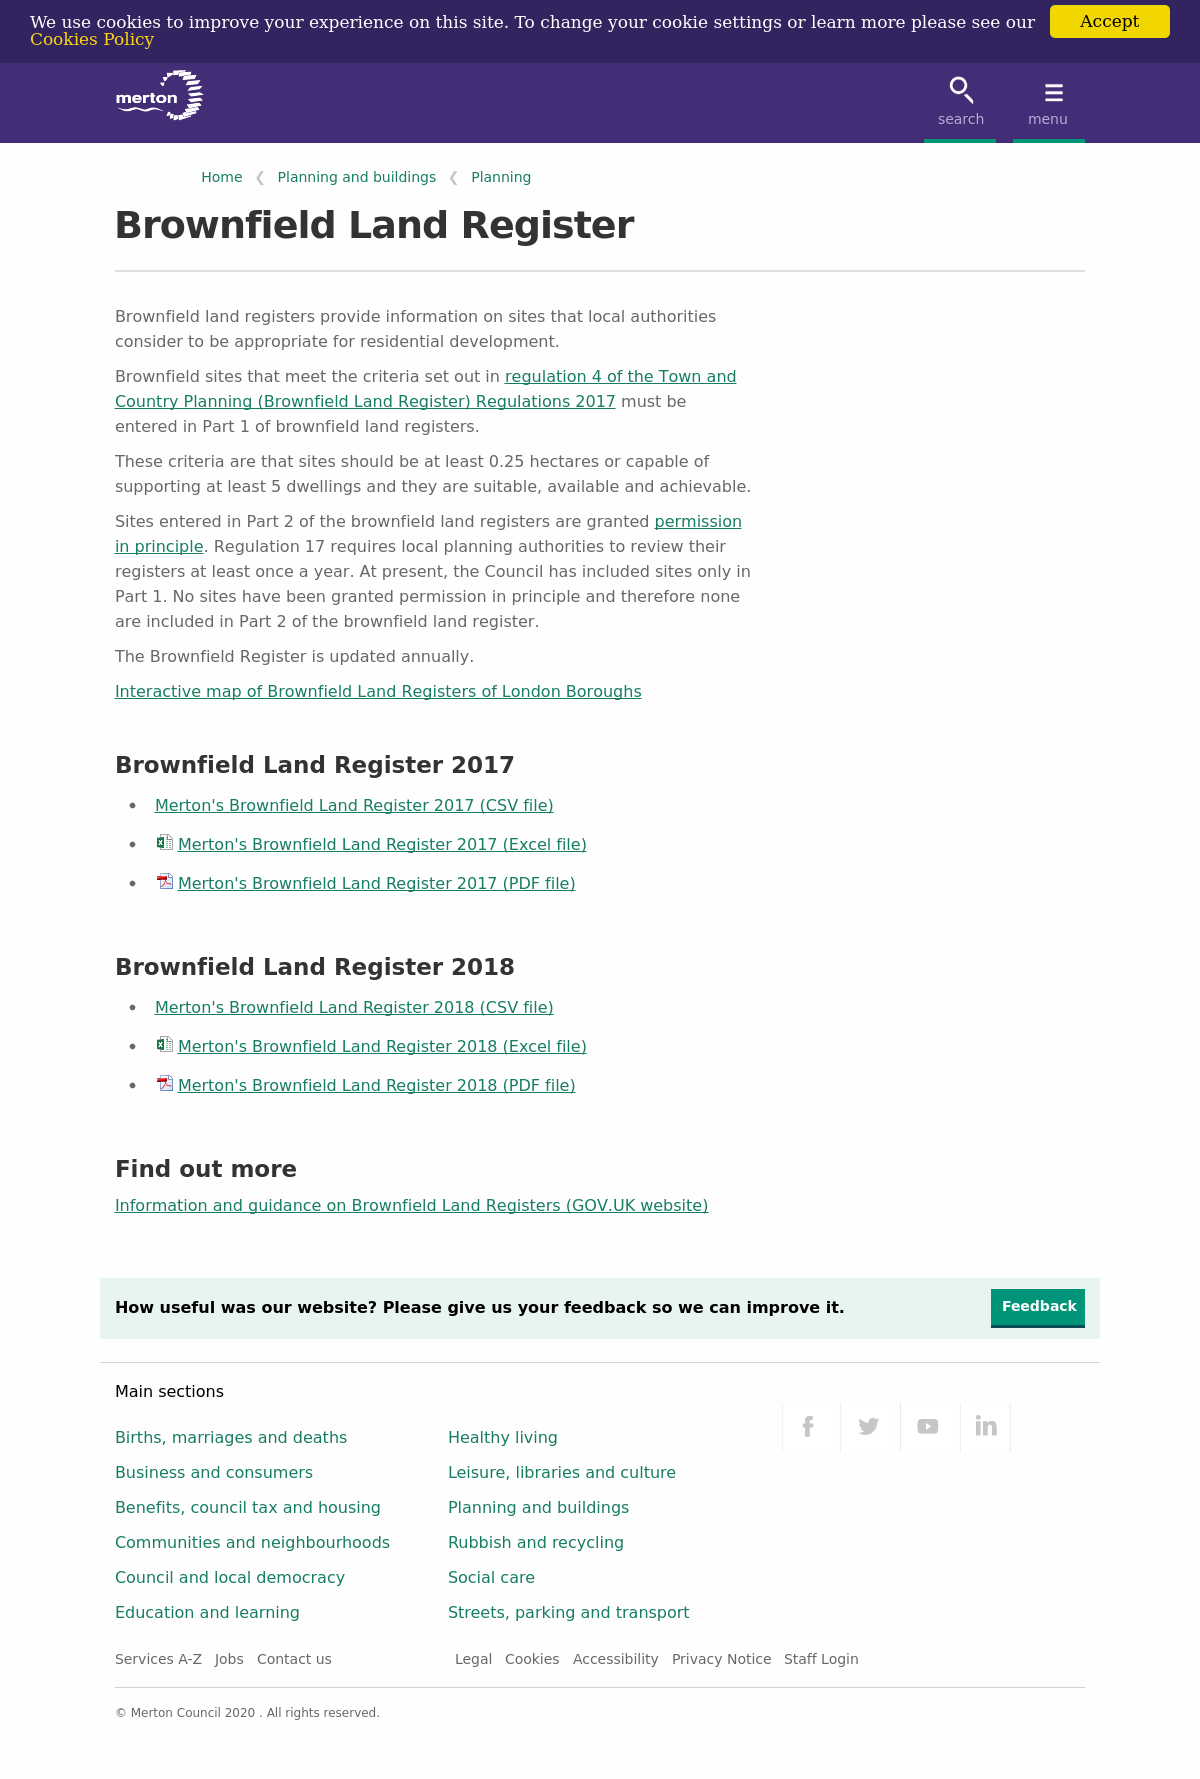 We use cookies to improve your experience on this site. To change your cookie settings or learn more please see our
Cookies Policy
Accept
merton
search
menu
Home ❮ Planning and buildings ❮ Planning
Brownfield Land Register
Brownfield land registers provide information on sites that local authorities
consider to be appropriate for residential development.
Brownfield sites that meet the criteria set out in regulation 4 of the Town and
Country Planning (Brownfield Land Register) Regulations 2017 must be
entered in Part 1 of brownfield land registers.
These criteria are that sites should be at least 0.25 hectares or capable of
supporting at least 5 dwellings and they are suitable, available and achievable.
Sites entered in Part 2 of the brownfield land registers are granted permission
in principle. Regulation 17 requires local planning authorities to review their
registers at least once a year. At present, the Council has included sites only in
Part 1. No sites have been granted permission in principle and therefore none
are included in Part 2 of the brownfield land register.
The Brownfield Register is updated annually.
Interactive map of Brownfield Land Registers of London Boroughs
Brownfield Land Register 2017
• Merton's Brownfield Land Register 2017 (CSV file)
• Merton's Brownfield Land Register 2017 (Excel file)
• Merton's Brownfield Land Register 2017 (PDF file)
Brownfield Land Register 2018
• Merton's Brownfield Land Register 2018 (CSV file)
• Merton's Brownfield Land Register 2018 (Excel file)
• Merton's Brownfield Land Register 2018 (PDF file)
Find out more
Information and guidance on Brownfield Land Registers (GOV.UK website)
How useful was our website? Please give us your feedback so we can improve it.
Feedback
Main sections
Births, marriages and deaths
Business and consumers
Benefits, council tax and housing
Communities and neighbourhoods
Council and local democracy
Education and learning
Healthy living
Leisure, libraries and culture
Planning and buildings
Rubbish and recycling
Social care
Streets, parking and transport
Services A-Z Jobs Contact us
Legal Cookies Accessibility Privacy Notice Staff Login
© Merton Council 2020 . All rights reserved.